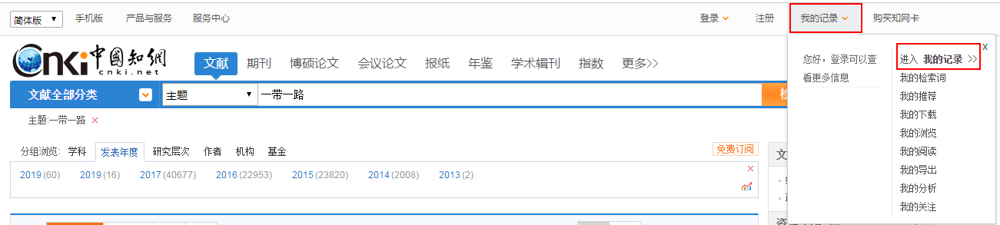 简体版 手机版 产品与服务 服务中心 登录 注册 我的记录 购买知网卡
cnki 中國知網
cnki.net
文献 期刊 博硕论文 会议论文 报纸 年鉴 学术辑刊 指数 更多>>
文献全部分类 主题 一带一路 检
主题:一带一路 ×
分组浏览: 学科 发表年度 研究层次 作者 机构 基金 免费订阅
2019 (60) 2019 (16) 2017 (40677) 2016 (22953) 2015 (23820) 2014 (2008) 2013 (2)
文
您好，登录可以查
看更多信息
x
进入 我的记录 >>
我的检索词
我的推荐
我的下载
我的浏览
我的阅读
我的导出
我的分析
我的关注